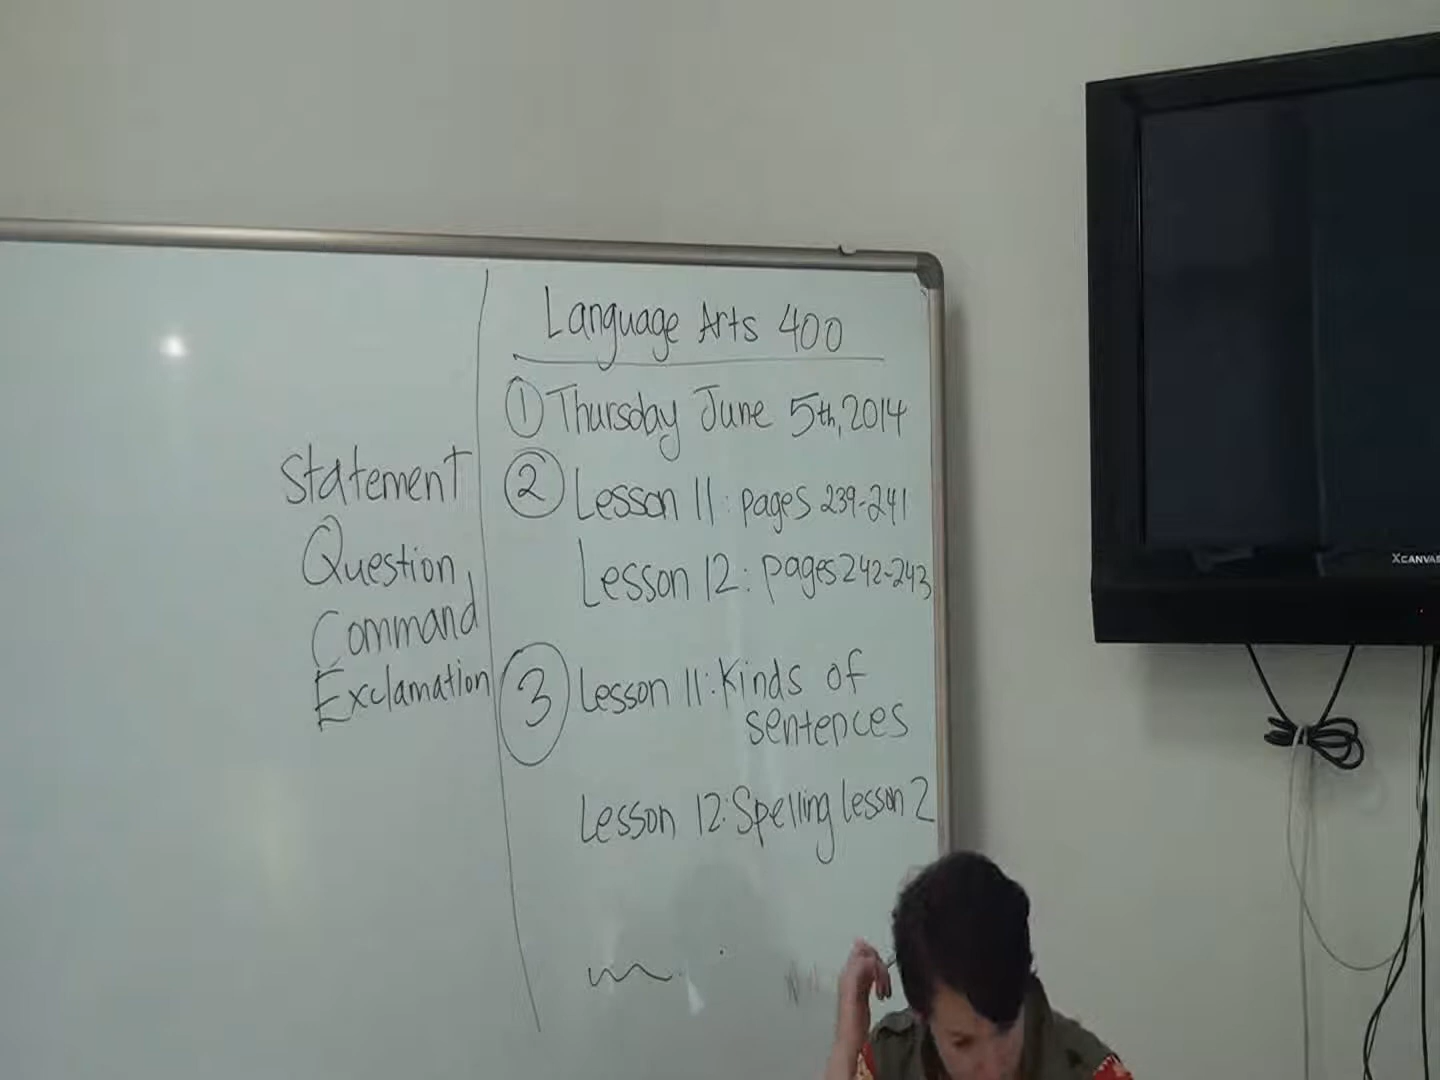 Statement
Question,
Command
Exclamation
Language Arts 400
① Thursday June 5th, 2014
② Lesson 11: pages 239-241
Lesson 12: pages 242-243
③ Lesson 11: Kinds of
sentences
Lesson 12: Spelling lesson 2